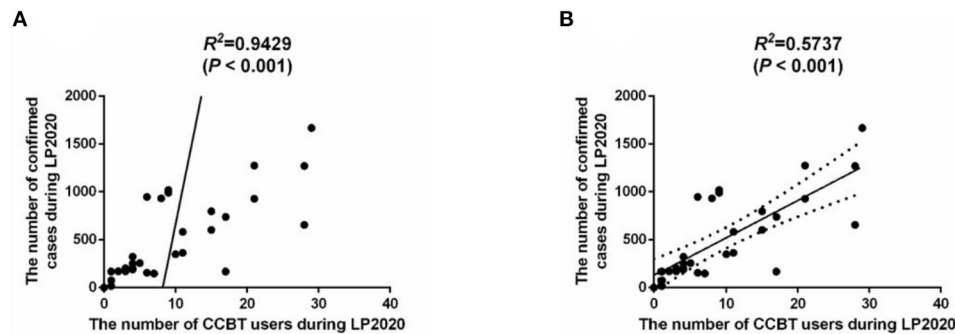 A
R²=0.9429
(P < 0.001)
The number of confirmed
cases during LP2020
2000
1500
1000
500
0
0
10
20
30
40
The number of CCBT users during LP2020
B
R²=0.5737
(P < 0.001)
The number of confirmed
cases during LP2020
2000
1500
1000
500
0
0
10
20
30
40
The number of CCBT users during LP2020